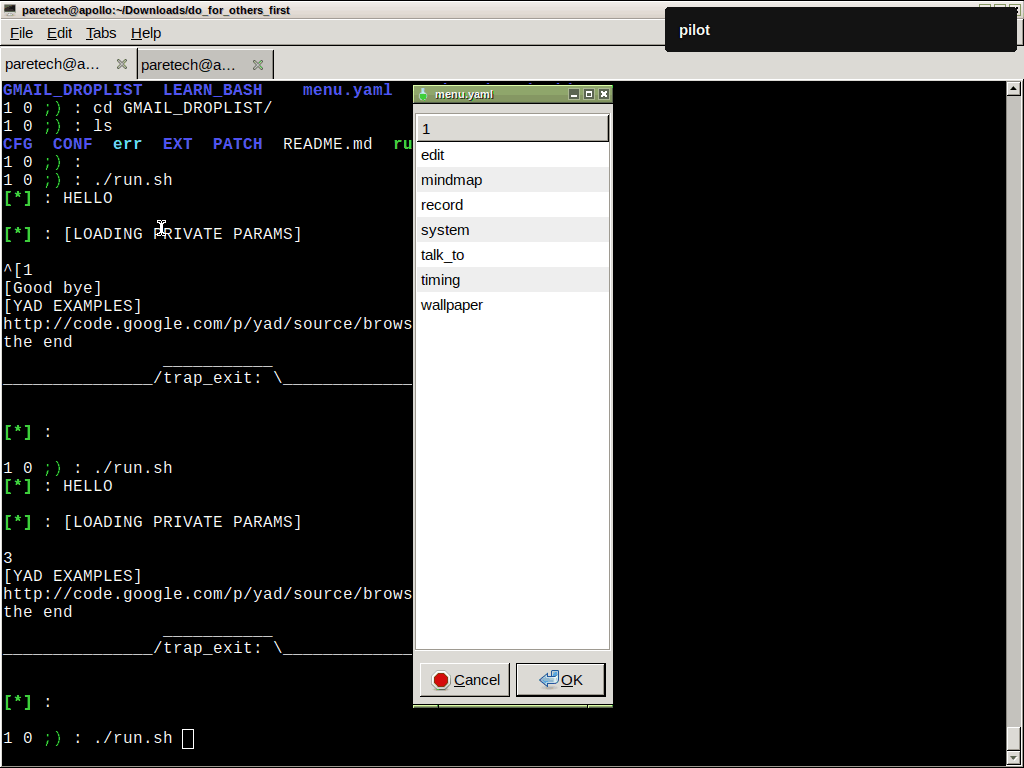 paretech@apollo:~/Downloads/do_for_others_first
File Edit Tabs Help
pilot
paretech@a... paretech@a...
GMAIL_DROPLIST LEARN_BASH menu.yaml
1 0 ;) : cd GMAIL_DROPLIST/
1 0 ;) : ls
CFG CONF err EXT PATCH README.md ru
1 0 ;) :
1 0 ;) : ./run.sh
[*] : HELLO
[*] : [LOADING PRIVATE PARAMS]
^[1
[Good bye]
[YAD EXAMPLES]
http://code.google.com/p/yad/source/brows
the end
___________
_______________/trap_exit: \_____________
[*] :
1 0 ;) : ./run.sh
[*] : HELLO
[*] : [LOADING PRIVATE PARAMS]
3
[YAD EXAMPLES]
http://code.google.com/p/yad/source/brows
the end
___________
_______________/trap_exit: \_____________
[*] :
1 0 ;) : ./run.sh
menu.yaml
1
edit
mindmap
record
system
talk_to
timing
wallpaper
Cancel OK